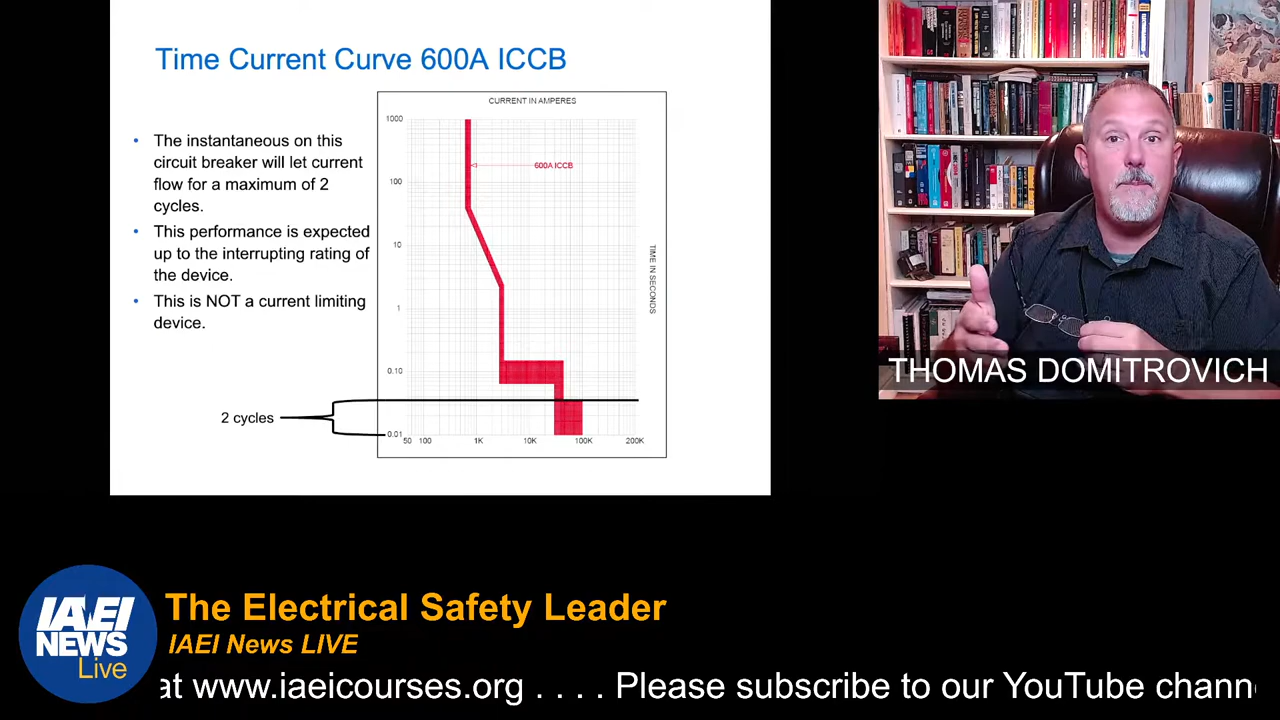 Time Current Curve 600A ICCB
• The instantaneous on this
circuit breaker will let current
flow for a maximum of 2
cycles.
• This performance is expected
up to the interrupting rating of
the device.
• This is NOT a current limiting
device.
CURRENT IN AMPERES
1000
600A ICCB
100
10
TIME IN SECONDS
1
0.10
2 cycles
0.01
50 100 1K 10K 100K 200K
THOMAS DOMITROVICH
IAEI
NEWS
Live
The Electrical Safety Leader
IAEI News LIVE
at www.iaeicourses.org . . . . Please subscribe to our YouTube chann